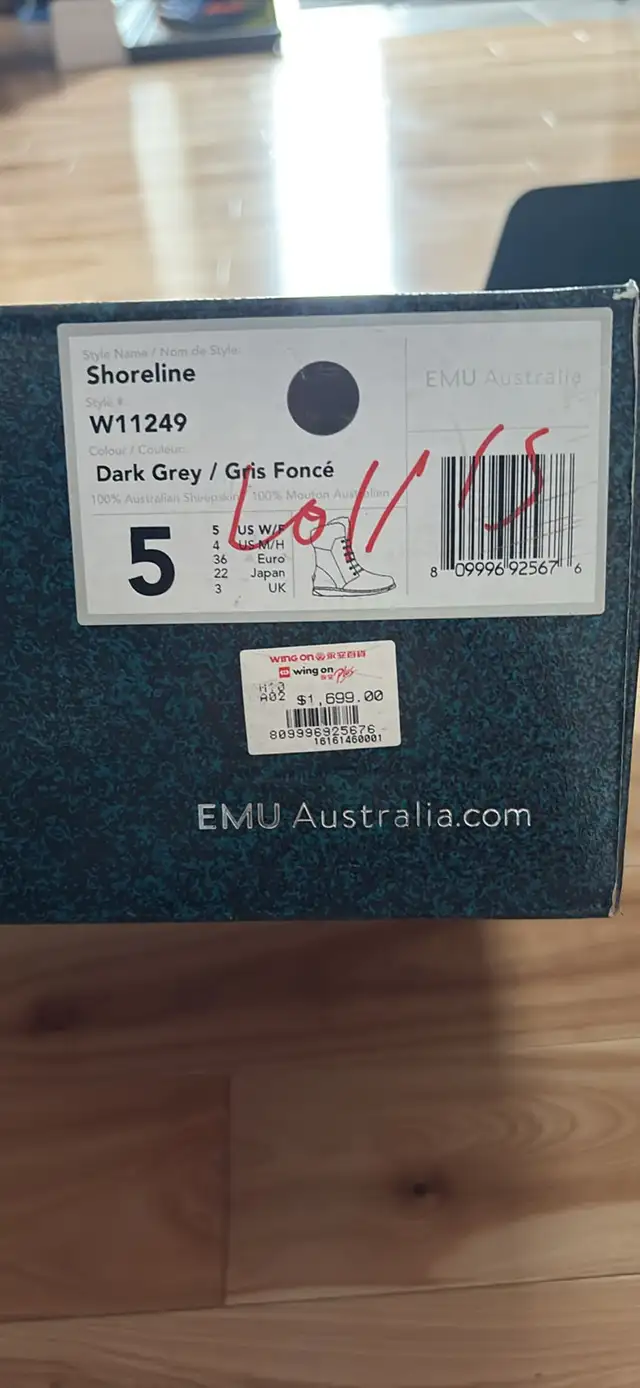 Style Name / Nom de Style:
Shoreline
Style #
W11249
Colour / Couleur:
Dark Grey / Gris Foncé
100% Australian Sheepskin / 100% Mouton Australien
EMU Australia
5
5 US W/F
4 US M/H
36 Euro
22 Japan
3 UK
8 09996 92567 6
WING ON 永安百貨
wing on Plus
A02 $1,699.00
809996925676
16161460001
EMU Australia.com